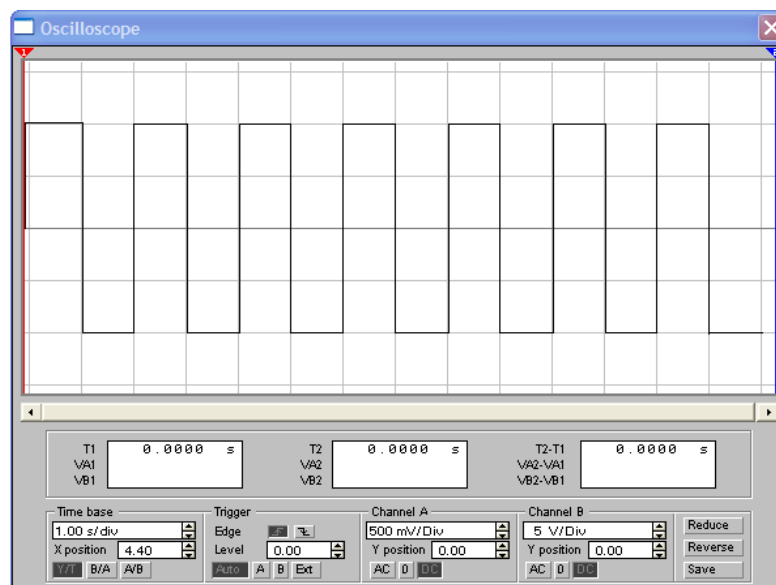 Oscilloscope
1
T1 0.0000 s T2 0.0000 s T2-T1 0.0000 s
VA1 VA2 VA2-VA1
VB1 VB2 VB2-VB1
Time base Trigger Channel A Channel B
1.00 s/div Edge 500 mV/Div 5 V/Div Reduce
X position 4.40 Level 0.00 Y position 0.00 Y position 0.00 Reverse
Y/T B/A A/B Auto A B Ext AC 0 DC AC 0 DC Save